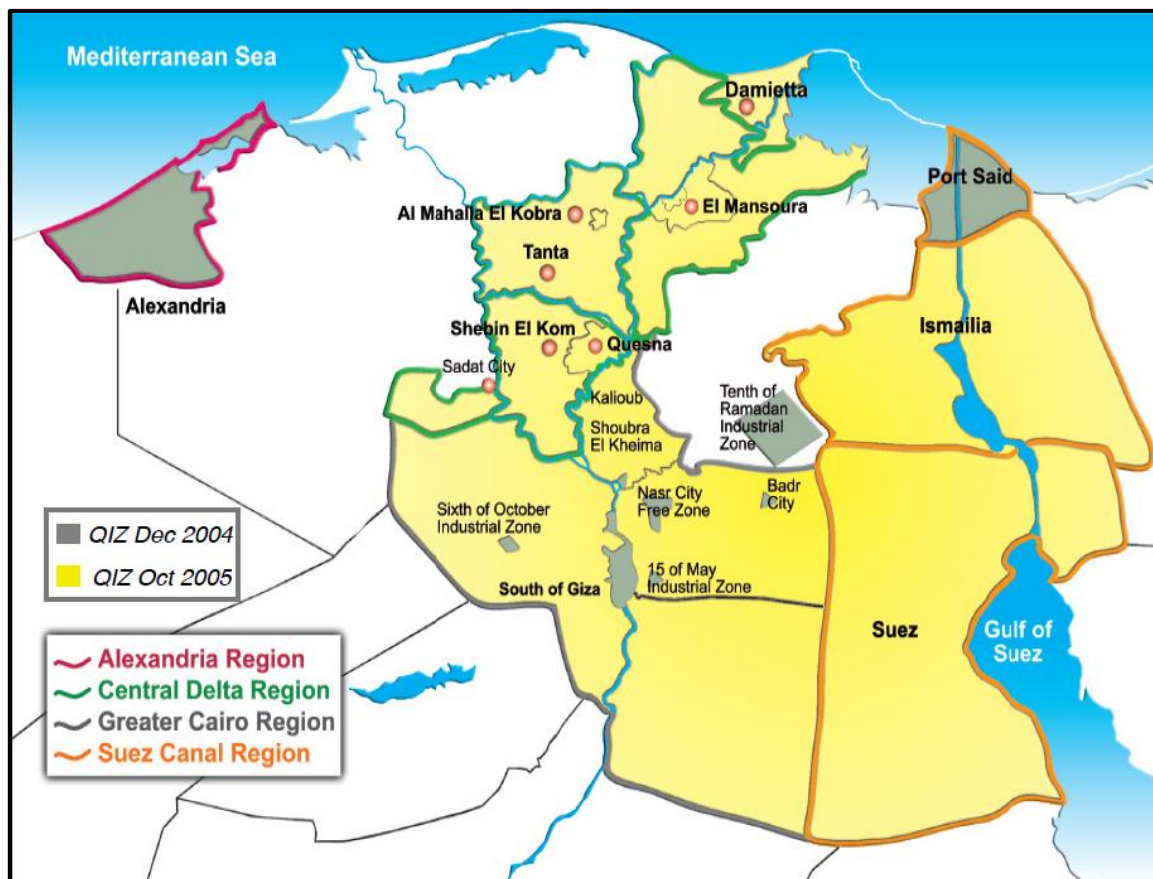 Mediterranean Sea
Damietta
Port Said
Al Mahalla El Kobra
El Mansoura
Tanta
Alexandria
Ismailia
Shebin El Kom
Quesna
Sadat City
Kalioub
Shoubra
El Kheima
Tenth of
Ramadan
Industrial
Zone
Nasr City
Free Zone
Badr
City
Sixth of October
Industrial Zone
15 of May
Industrial Zone
South of Giza
Suez
Gulf of
Suez
QIZ Dec 2004
QIZ Oct 2005
Alexandria Region
Central Delta Region
Greater Cairo Region
Suez Canal Region